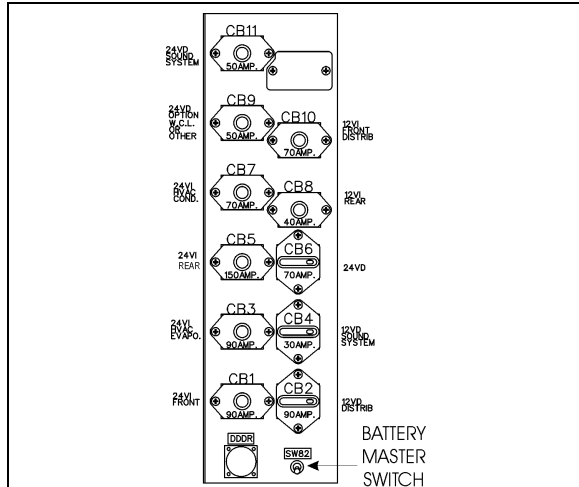 CB11
24VD
SOUND
SYSTEM
50AMP.
CB9
24VD
OPTION
W.C.L.
OR
OTHER
50AMP.
CB10
12VI
FRONT
DISTRIB
70AMP.
CB7
24VI
HVAC
COND.
70AMP.
CB8
12VI
REAR
40AMP.
CB5
24VI
REAR
150AMP.
CB6
24VD
70AMP.
CB3
24VI
HVAC
EVAPO.
90AMP.
CB4
12VD
SOUND
SYSTEM
30AMP.
CB1
24VI
FRONT
90AMP.
CB2
12VD
DISTRIB
90AMP.
DDDR
SW82
BATTERY
MASTER
SWITCH